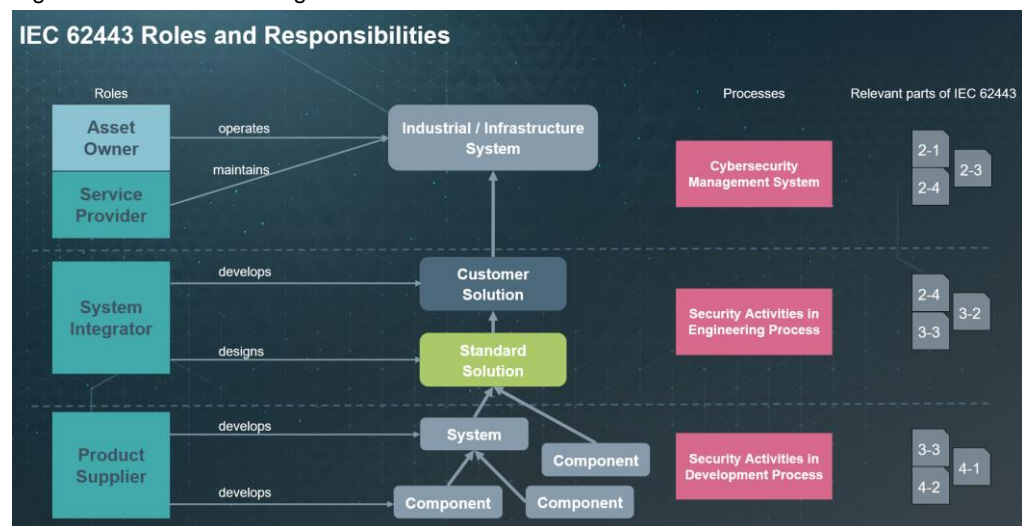 IEC 62443 Roles and Responsibilities
Roles
Processes
Relevant parts of IEC 62443
Asset
Owner
operates
Industrial / Infrastructure
System
maintains
Service
Provider
Cybersecurity
Management System
2-1
2-3
2-4
System
Integrator
develops
Customer
Solution
designs
Standard
Solution
Security Activities in
Engineering Process
2-4
3-2
3-3
Product
Supplier
develops
System
Component
develops
Component
Component
Security Activities in
Development Process
3-3
4-1
4-2